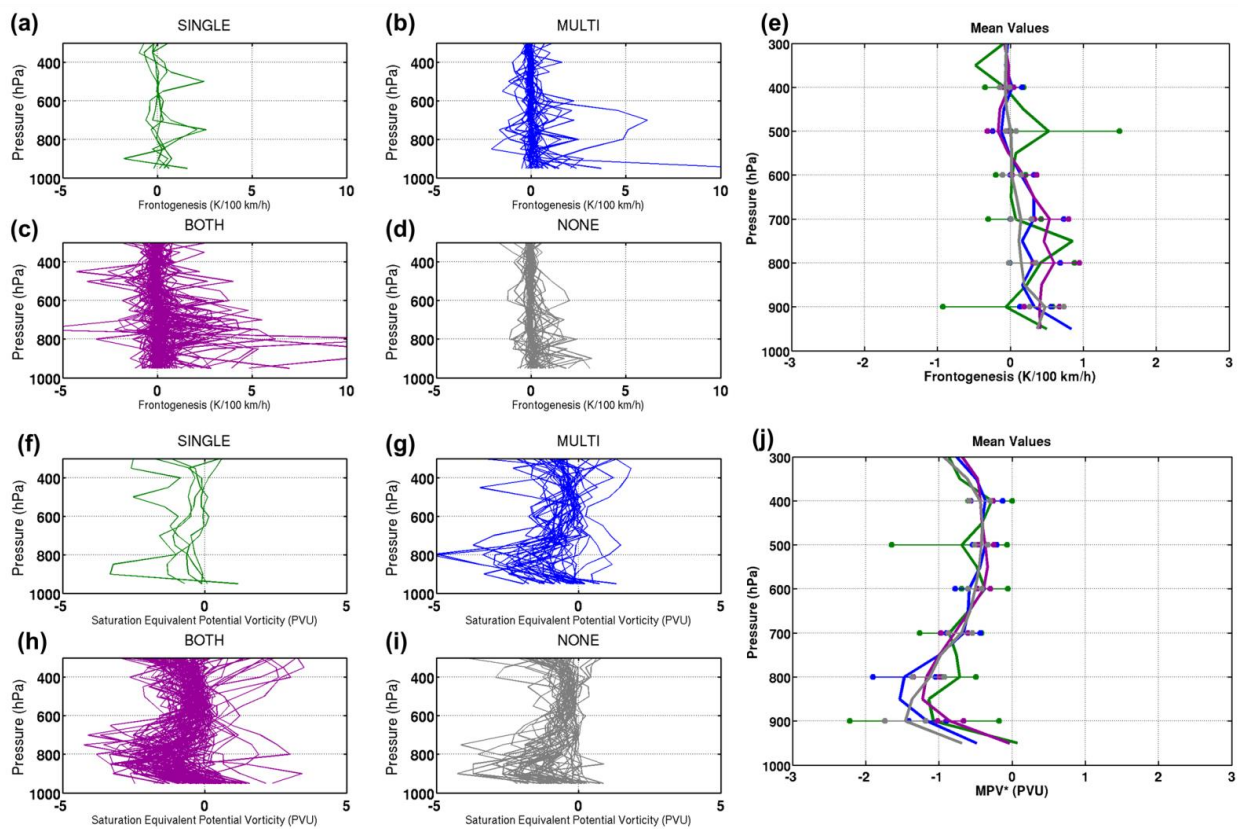 (a)
SINGLE
400
600
800
1000
-5
0
5
10
Pressure (hPa)
Frontogenesis (K/100 km/h)
(b)
MULTI
400
600
800
1000
-5
0
5
10
Pressure (hPa)
Frontogenesis (K/100 km/h)
(c)
BOTH
400
600
800
1000
-5
0
5
10
Pressure (hPa)
Frontogenesis (K/100 km/h)
(d)
NONE
400
600
800
1000
-5
0
5
10
Pressure (hPa)
Frontogenesis (K/100 km/h)
(e)
Mean Values
300
400
500
600
700
800
900
1000
-3
-2
-1
0
1
2
3
Pressure (hPa)
Frontogenesis (K/100 km/h)
(f)
SINGLE
400
600
800
1000
-5
0
5
Pressure (hPa)
Saturation Equivalent Potential Vorticity (PVU)
(g)
MULTI
400
600
800
1000
-5
0
5
Pressure (hPa)
Saturation Equivalent Potential Vorticity (PVU)
(h)
BOTH
400
600
800
1000
-5
0
5
Pressure (hPa)
Saturation Equivalent Potential Vorticity (PVU)
(i)
NONE
400
600
800
1000
-5
0
5
Pressure (hPa)
Saturation Equivalent Potential Vorticity (PVU)
(j)
Mean Values
300
400
500
600
700
800
900
1000
-3
-2
-1
0
1
2
3
Pressure (hPa)
MPV* (PVU)